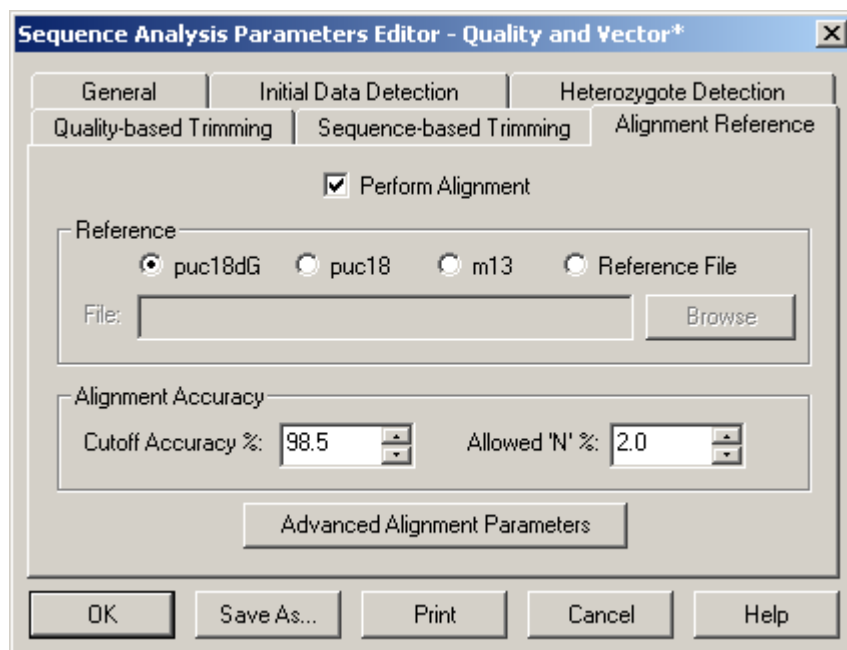 Sequence Analysis Parameters Editor - Quality and Vector*
General Initial Data Detection Heterozygote Detection
Quality-based Trimming Sequence-based Trimming Alignment Reference
Perform Alignment
Reference
puc18dG puc18 m13 Reference File
File: Browse
Alignment Accuracy
Cutoff Accuracy %: 98.5 Allowed 'N' %: 2.0
Advanced Alignment Parameters
OK Save As... Print Cancel Help